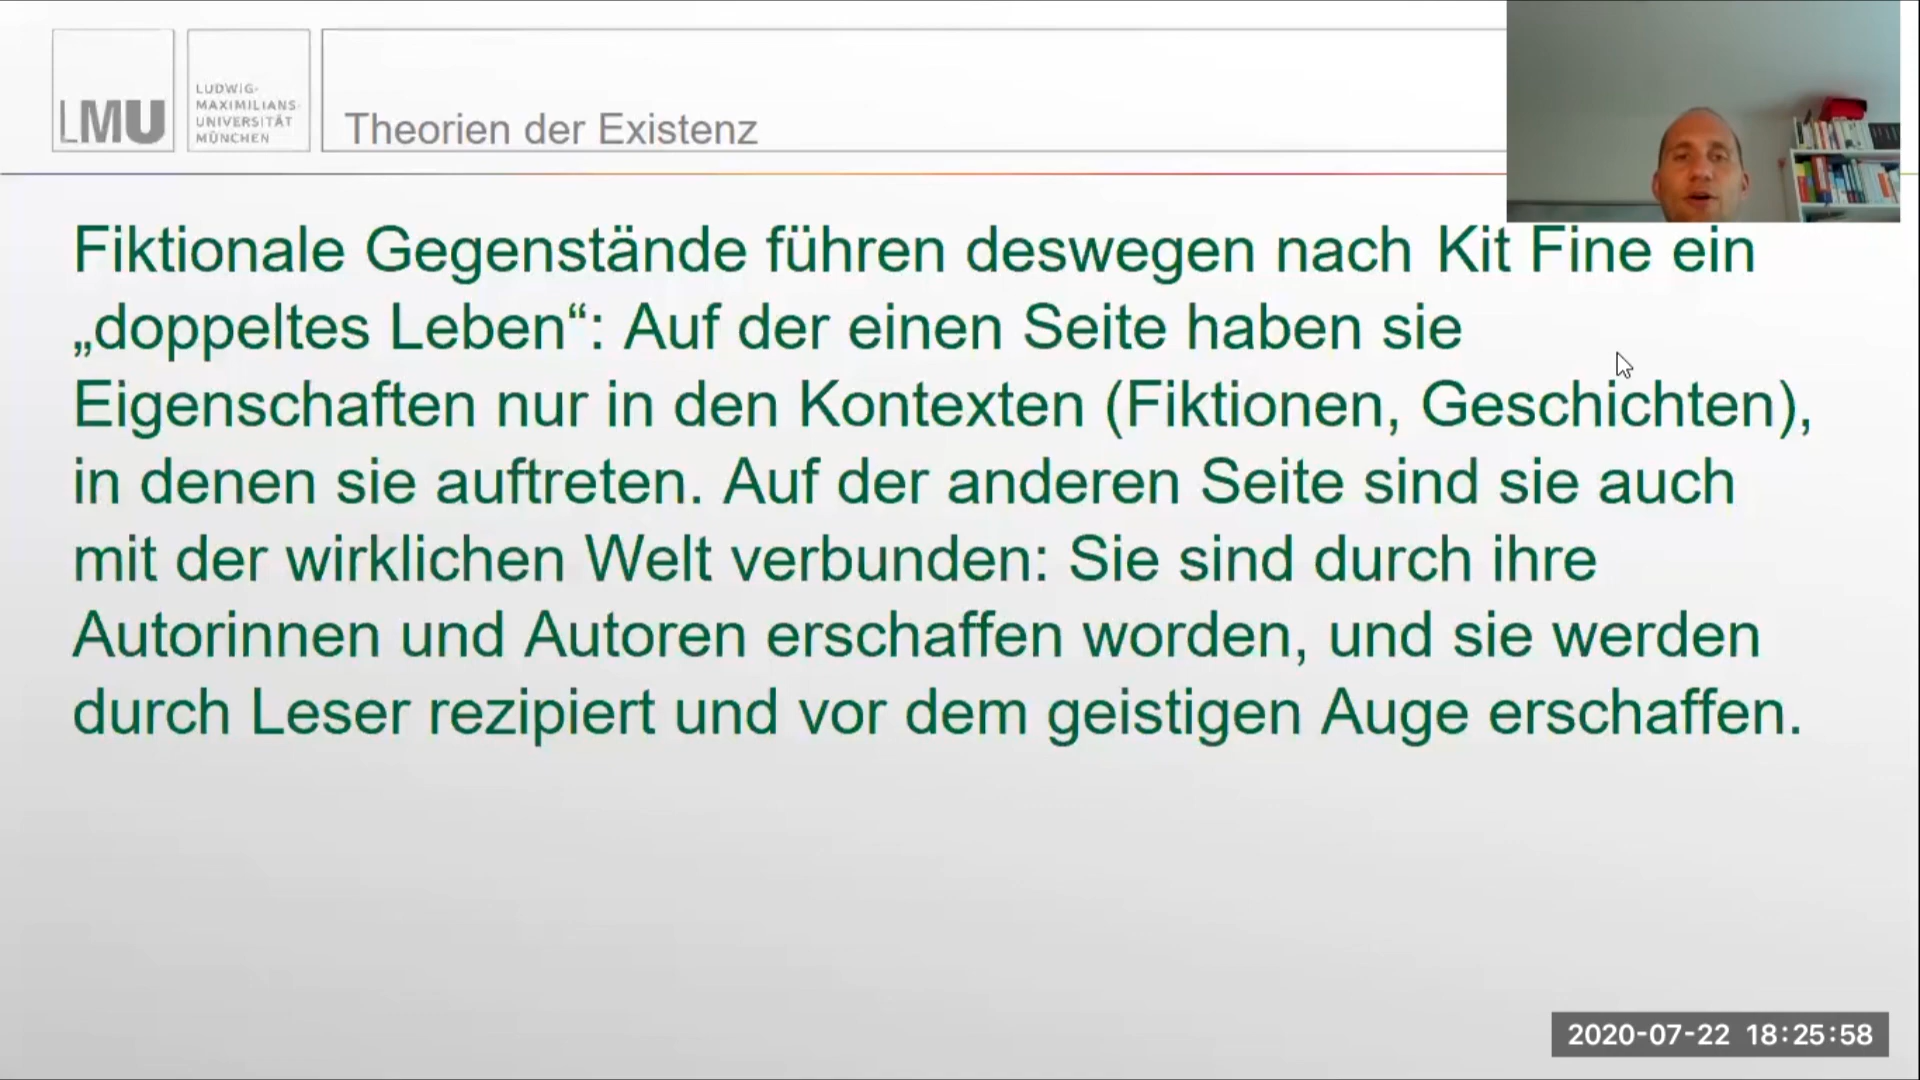 LMU
LUDWIG-
MAXIMILIANS-
UNIVERSITÄT
MÜNCHEN
Theorien der Existenz
Fiktionale Gegenstände führen deswegen nach Kit Fine ein
„doppeltes Leben“: Auf der einen Seite haben sie
Eigenschaften nur in den Kontexten (Fiktionen, Geschichten),
in denen sie auftreten. Auf der anderen Seite sind sie auch
mit der wirklichen Welt verbunden: Sie sind durch ihre
Autorinnen und Autoren erschaffen worden, und sie werden
durch Leser rezipiert und vor dem geistigen Auge erschaffen.
2020-07-22 18:25:58